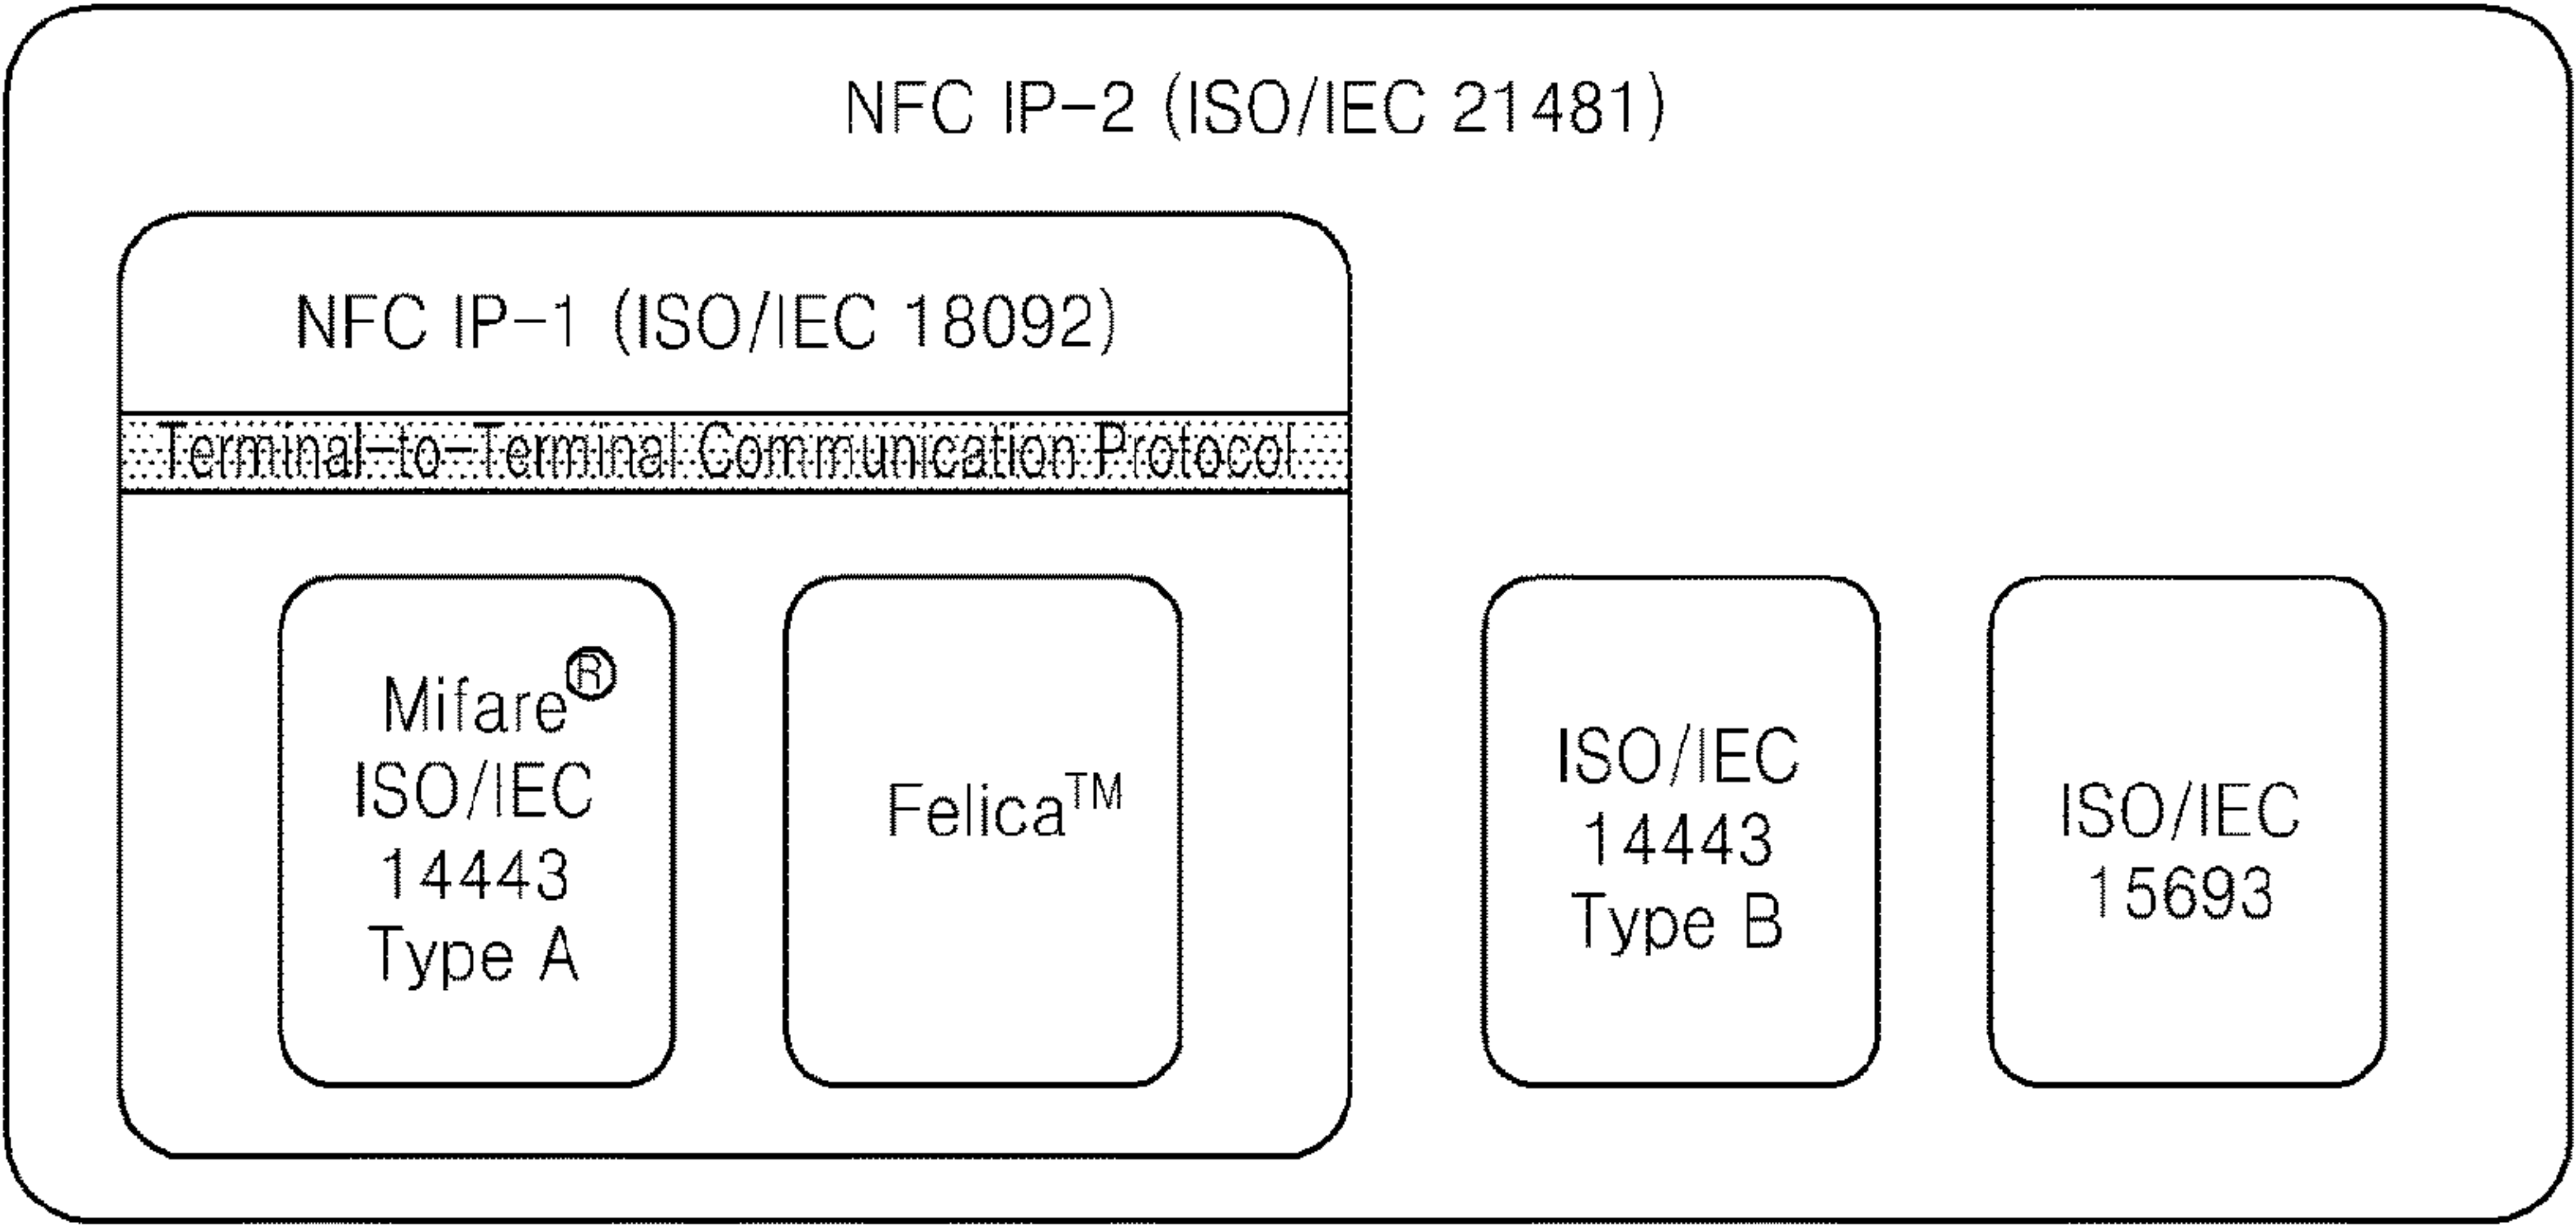 NFC IP-2 (ISO/IEC 21481)
NFC IP-1 (ISO/IEC 18092)
Terminal-to-Terminal Communication Protocol
Mifare®
ISO/IEC
14443
Type A
Felica™
ISO/IEC
14443
Type B
ISO/IEC
15693